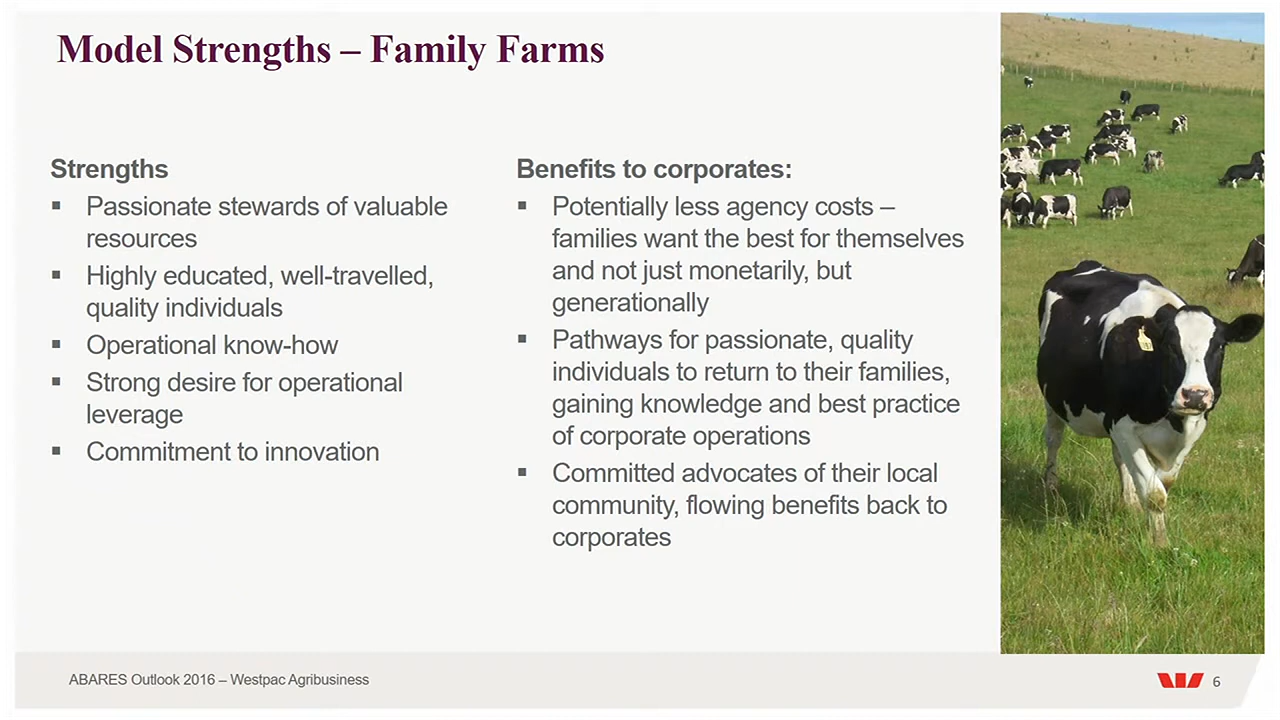 Model Strengths – Family Farms
Strengths
▪ Passionate stewards of valuable
resources
▪ Highly educated, well-travelled,
quality individuals
▪ Operational know-how
▪ Strong desire for operational
leverage
▪ Commitment to innovation
Benefits to corporates:
▪ Potentially less agency costs –
families want the best for themselves
and not just monetarily, but
generationally
▪ Pathways for passionate, quality
individuals to return to their families,
gaining knowledge and best practice
of corporate operations
▪ Committed advocates of their local
community, flowing benefits back to
corporates
ABARES Outlook 2016 – Westpac Agribusiness
6